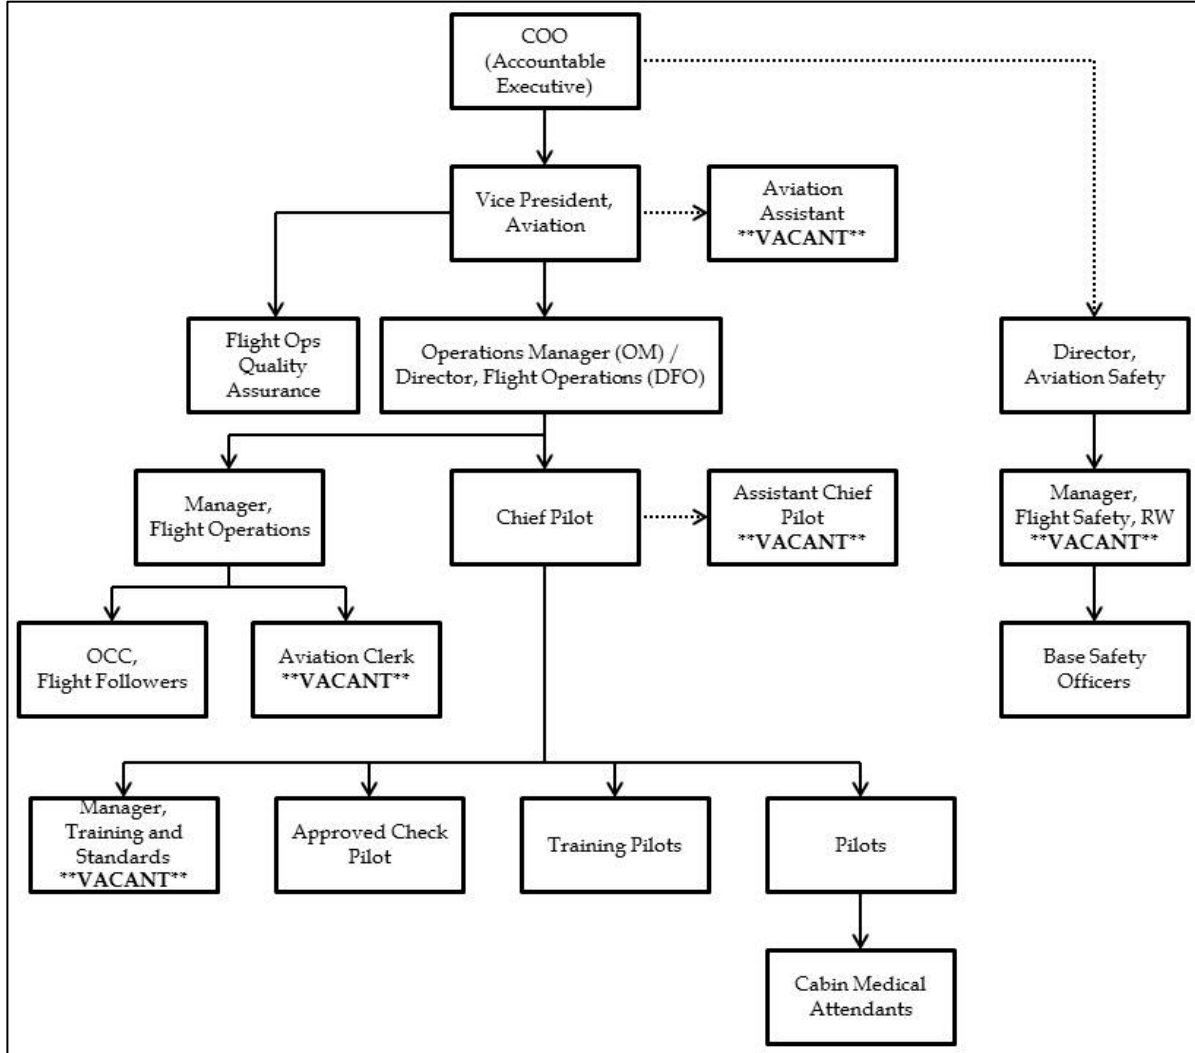 COO
(Accountable
Executive)
Vice President,
Aviation
Aviation
Assistant
**VACANT**
Flight Ops
Quality
Assurance
Operations Manager (OM) /
Director, Flight Operations (DFO)
Director,
Aviation Safety
Manager,
Flight Operations
Chief Pilot
Assistant Chief
Pilot
**VACANT**
Manager,
Flight Safety, RW
**VACANT**
OCC,
Flight Followers
Aviation Clerk
**VACANT**
Base Safety
Officers
Manager,
Training and
Standards
**VACANT**
Approved Check
Pilot
Training Pilots
Pilots
Cabin Medical
Attendants